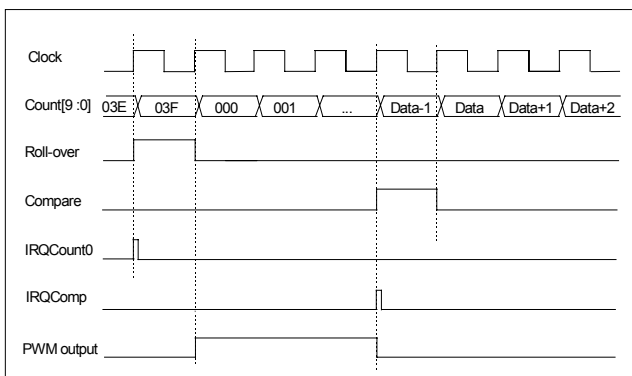 Clock
Count[9 :0] 03E 03F 000 001 ... Data-1 Data Data+1 Data+2
Roll-over
Compare
IRQCount0
IRQComp
PWM output